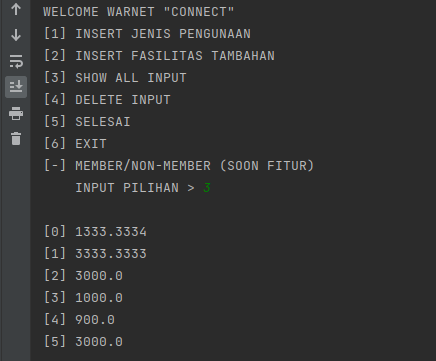 WELCOME WARNET "CONNECT"
[1] INSERT JENIS PENGUNAAN
[2] INSERT FASILITAS TAMBAHAN
[3] SHOW ALL INPUT
[4] DELETE INPUT
[5] SELESAI
[6] EXIT
[-] MEMBER/NON-MEMBER (SOON FITUR)
INPUT PILIHAN > 3
[0] 1333.3334
[1] 3333.3333
[2] 3000.0
[3] 1000.0
[4] 900.0
[5] 3000.0